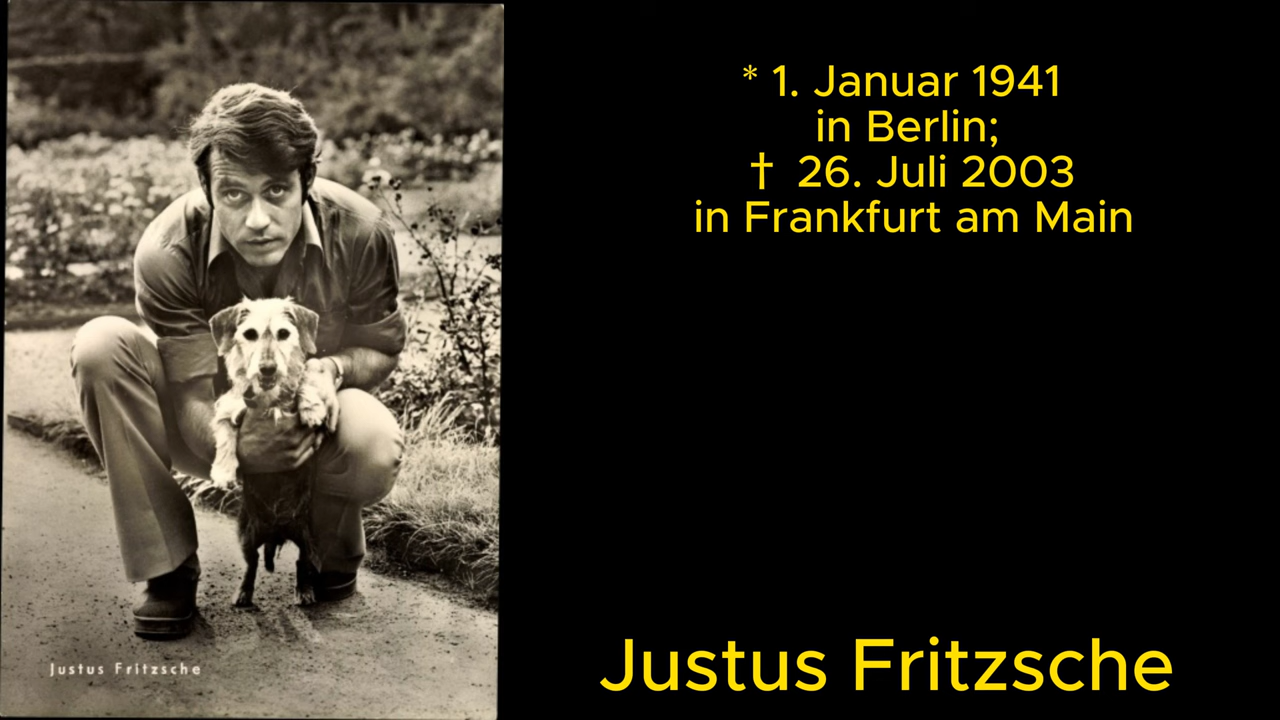 * 1. Januar 1941
in Berlin;
† 26. Juli 2003
in Frankfurt am Main
Justus Fritzsche
Justus Fritzsche